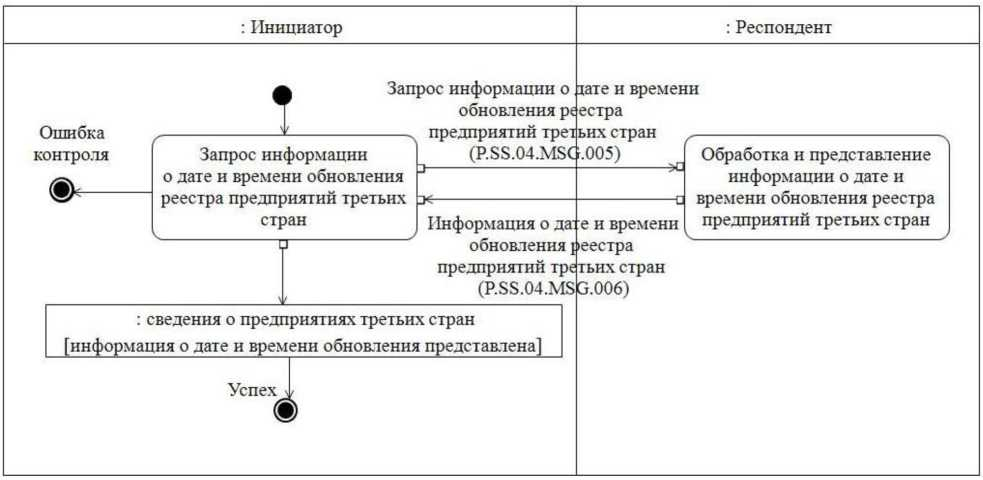 : Инициатор
: Респондент
Запрос информации о дате и времени
обновления реестра
предприятий третьих стран
(P.SS.04.MSG.005)
Ошибка
контроля
Запрос информации
о дате и времени обновления
реестра предприятий третьих
стран
Обработка и представление
информации о дате и
времени обновления реестра
предприятий третьих стран
Информация о дате и времени
обновления реестра
предприятий третьих стран
(P.SS.04.MSG.006)
: сведения о предприятиях третьих стран
[информация о дате и времени обновления представлена]
Успех